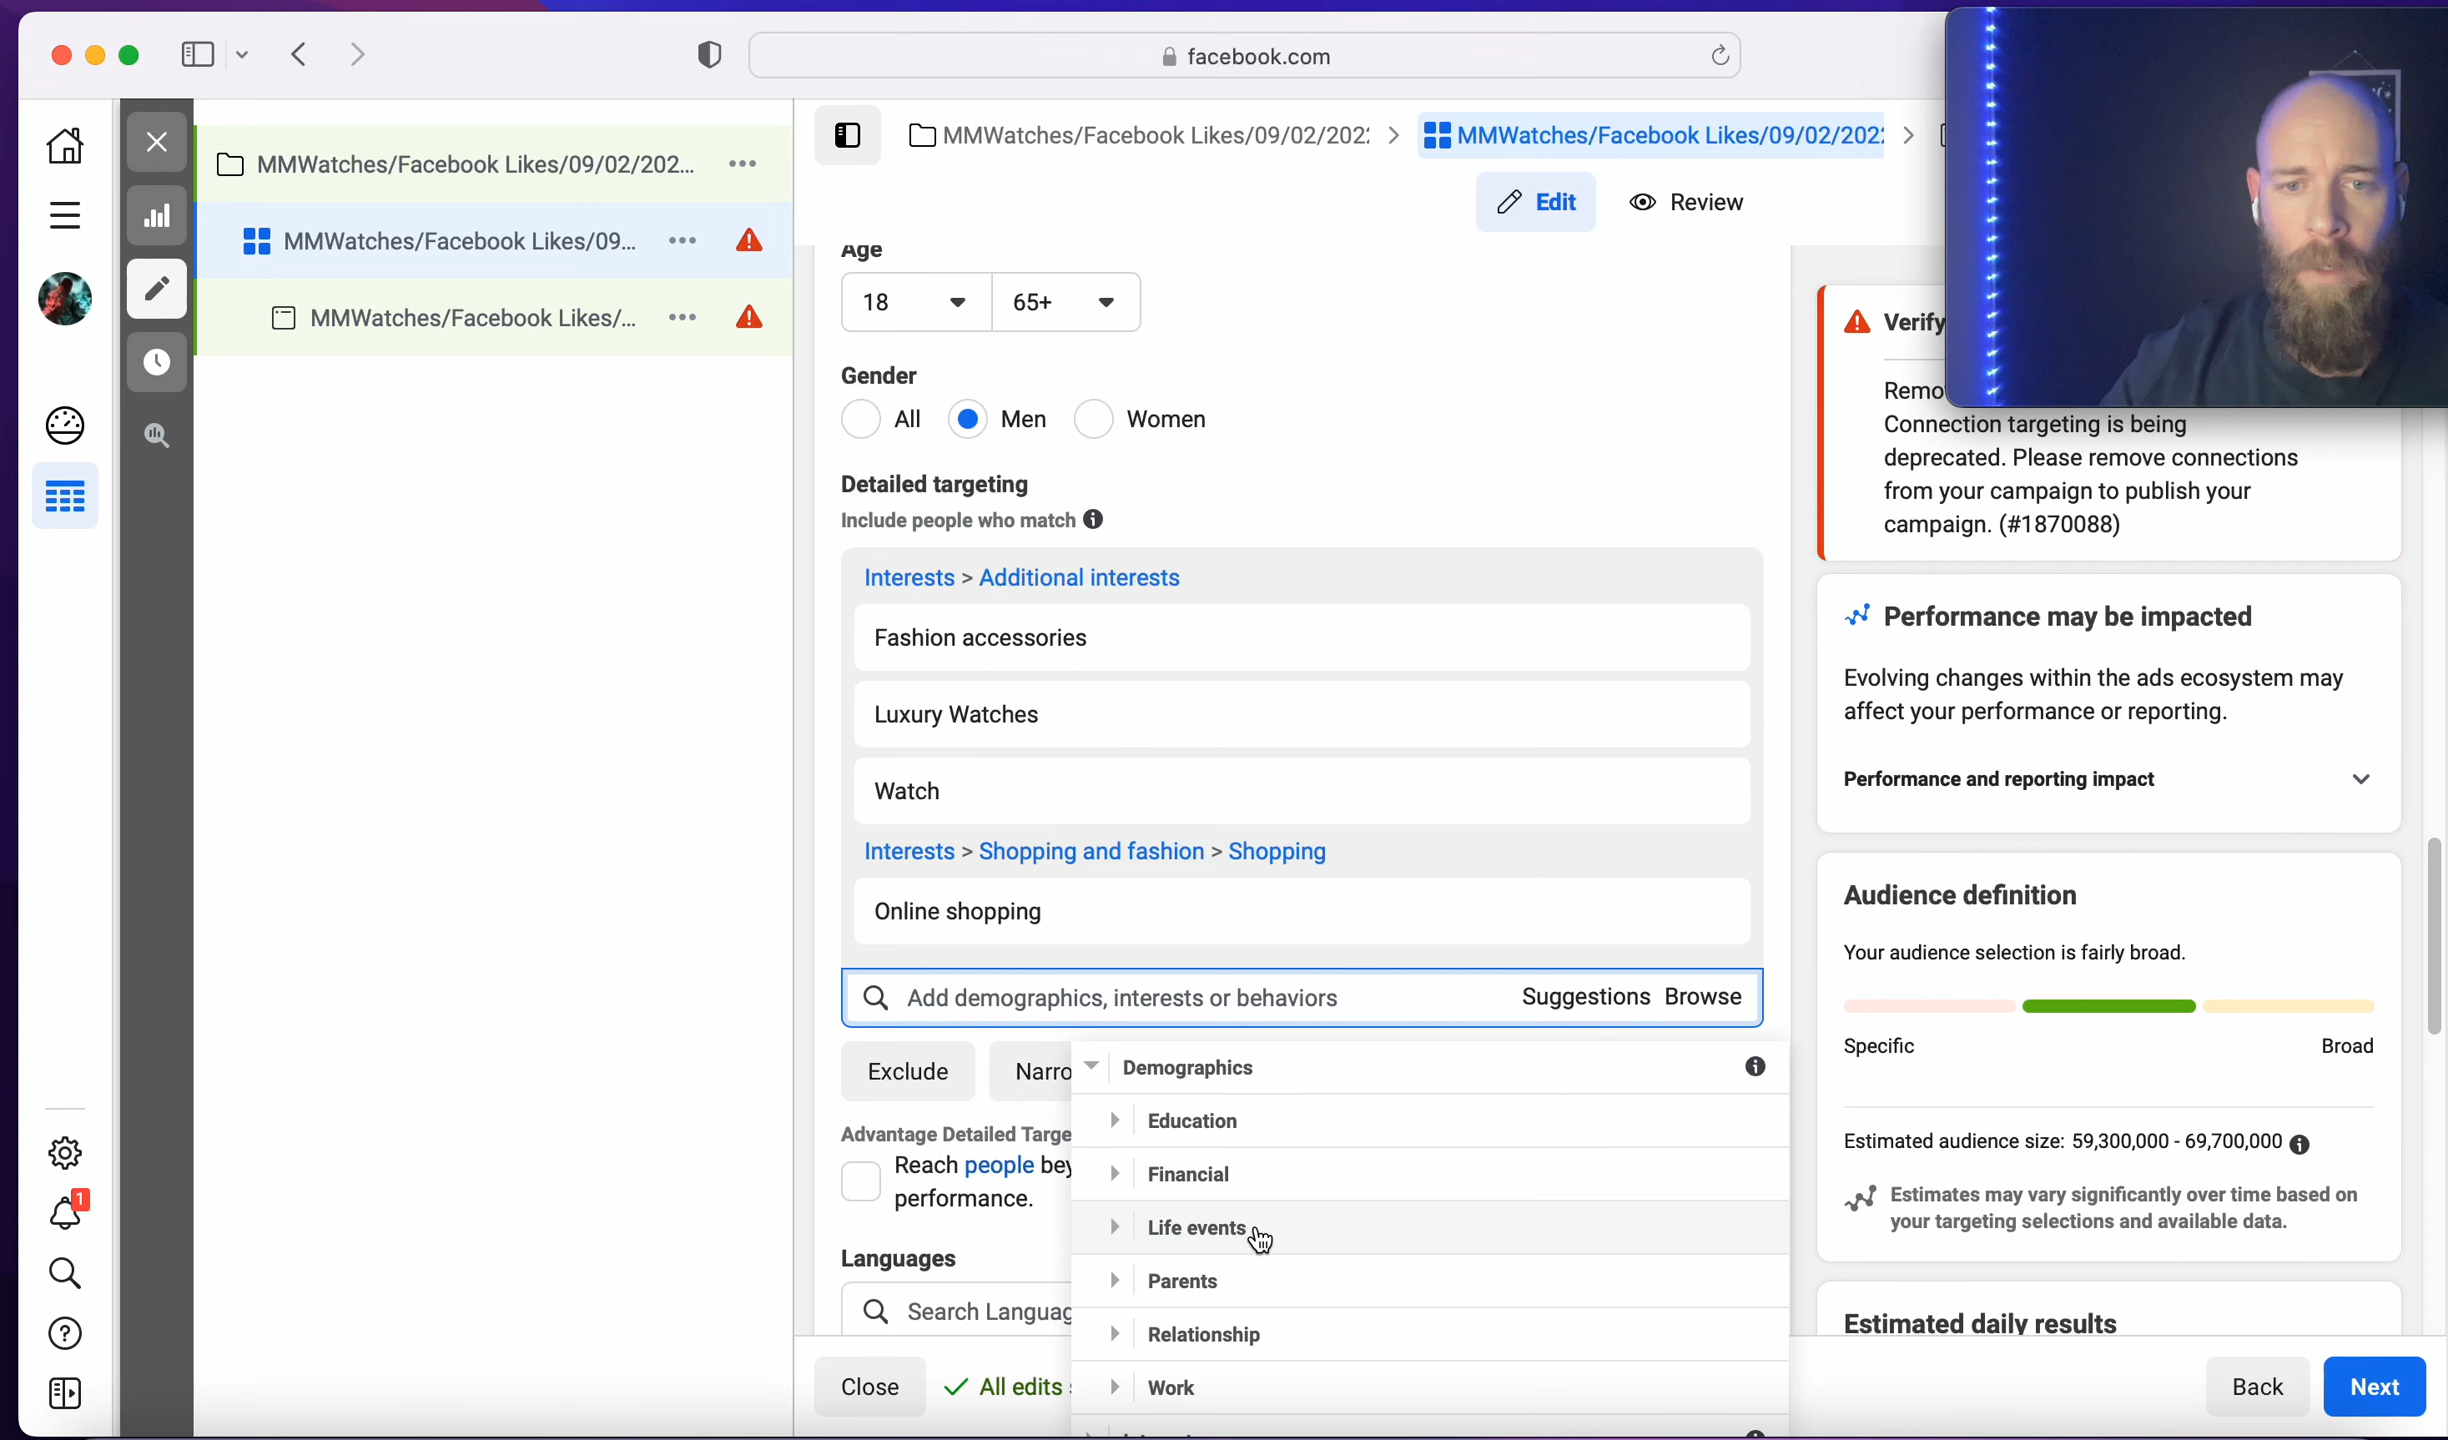 facebook.com
MMWatches/Facebook Likes/09/02/202...
MMWatches/Facebook Likes/09...
MMWatches/Facebook Likes/...
1
MMWatches/Facebook Likes/09/02/202
MMWatches/Facebook Likes/09/02/202
Edit
Review
Age
18
65+
Gender
All
Men
Women
Detailed targeting
Include people who match
Interests > Additional interests
Fashion accessories
Luxury Watches
Watch
Interests > Shopping and fashion > Shopping
Online shopping
Add demographics, interests or behaviors
Suggestions
Browse
Exclude
Narro
Demographics
Education
Financial
Life events
Parents
Relationship
Work
Advantage Detailed Targe
Reach people bey
performance.
Languages
Search Languag
Close
All edits
Verify
Remo
Connection targeting is being
deprecated. Please remove connections
from your campaign to publish your
campaign. (#1870088)
Performance may be impacted
Evolving changes within the ads ecosystem may
affect your performance or reporting.
Performance and reporting impact
Audience definition
Your audience selection is fairly broad.
Specific
Broad
Estimated audience size: 59,300,000 - 69,700,000
Estimates may vary significantly over time based on
your targeting selections and available data.
Estimated daily results
Back
Next